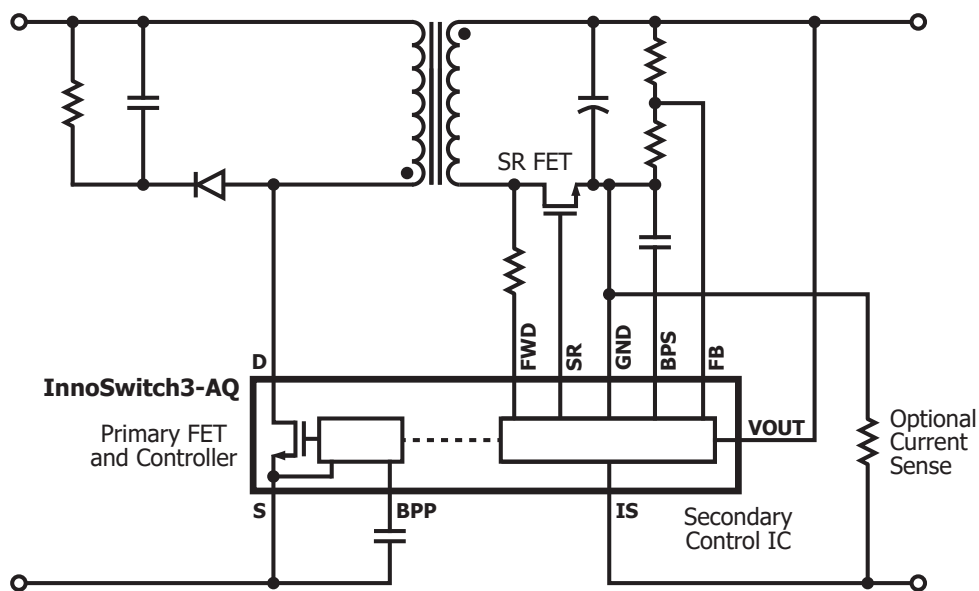 SR FET
FWD
SR
GND
BPS
FB
D
InnoSwitch3-AQ
VOUT
Primary FET
and Controller
Optional
Current
Sense
S
BPP
IS
Secondary
Control IC